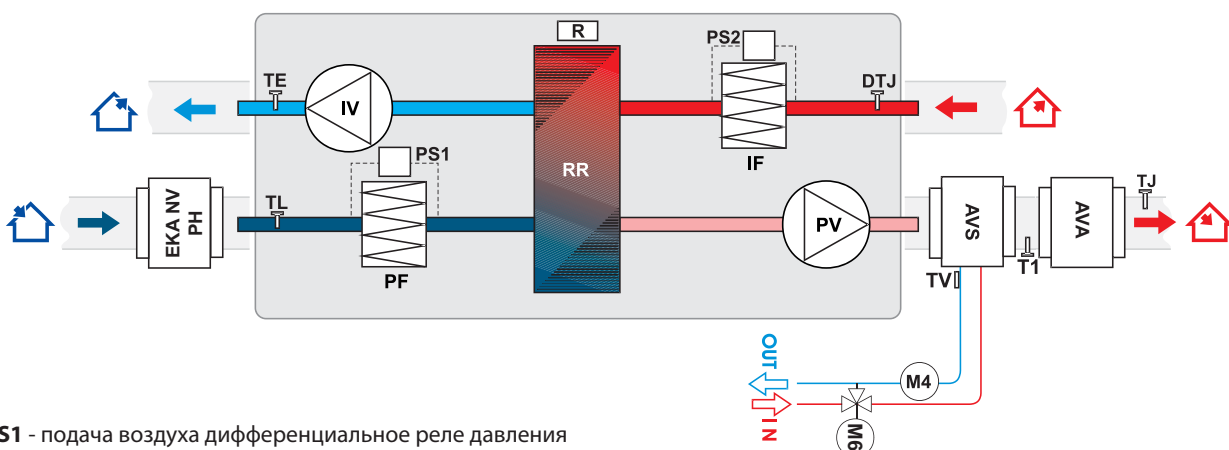 R
PS2
TE
IV
DTJ
IF
PS1
RR
EKA NV
PH
TL
PF
PV
AVS
AVA
TJ
T1
TV
OUT
IN
M4
M6
S1 - подача воздуха дифференциальное реле давления